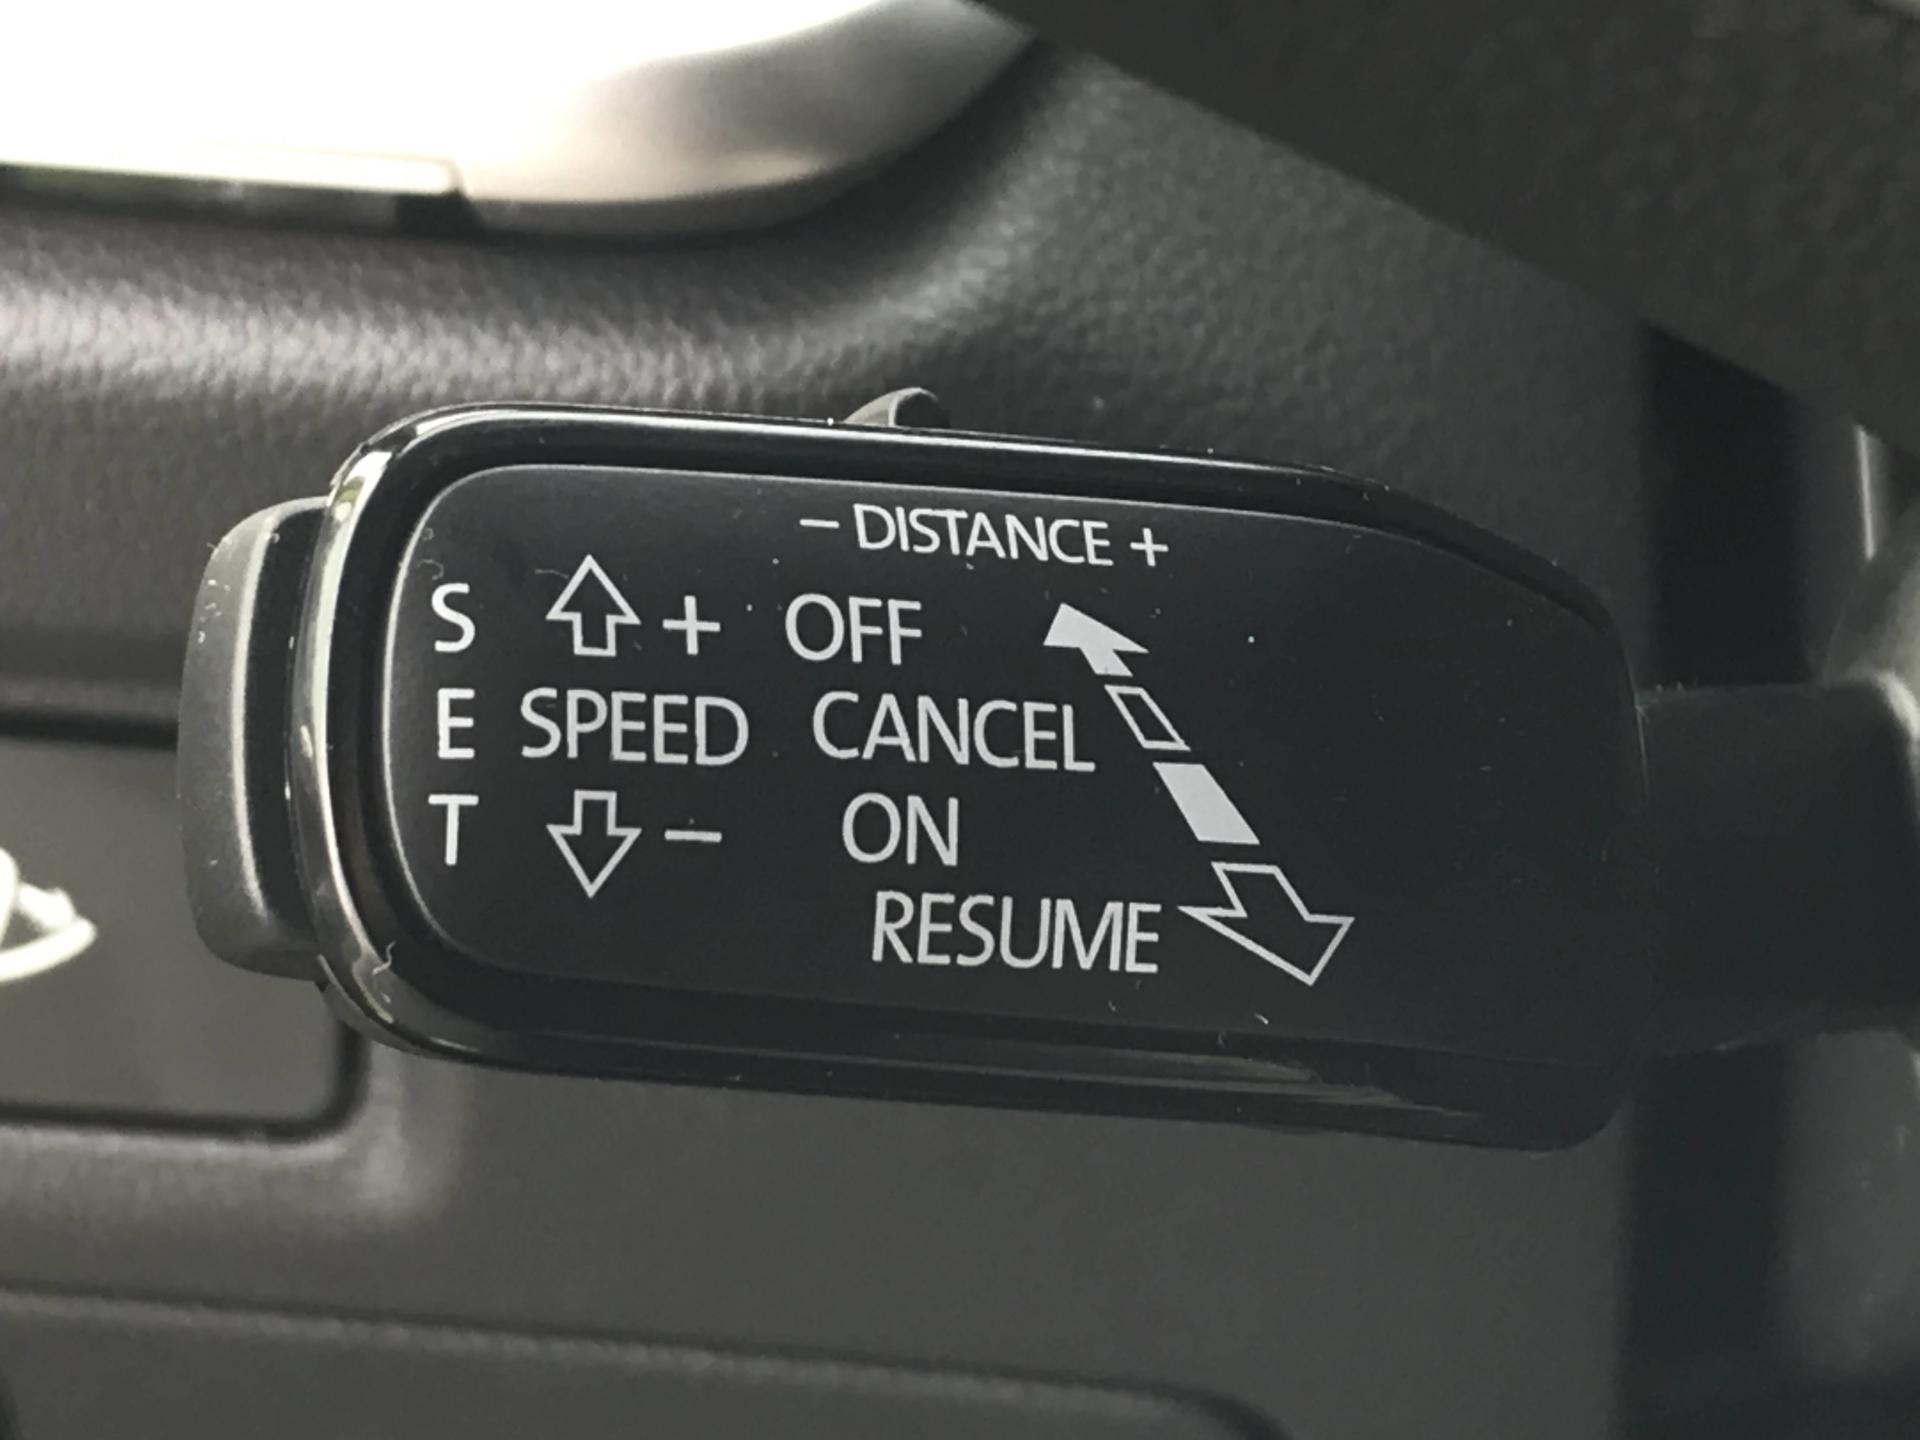 − DISTANCE +
S + OFF
E SPEED CANCEL
T − ON
RESUME